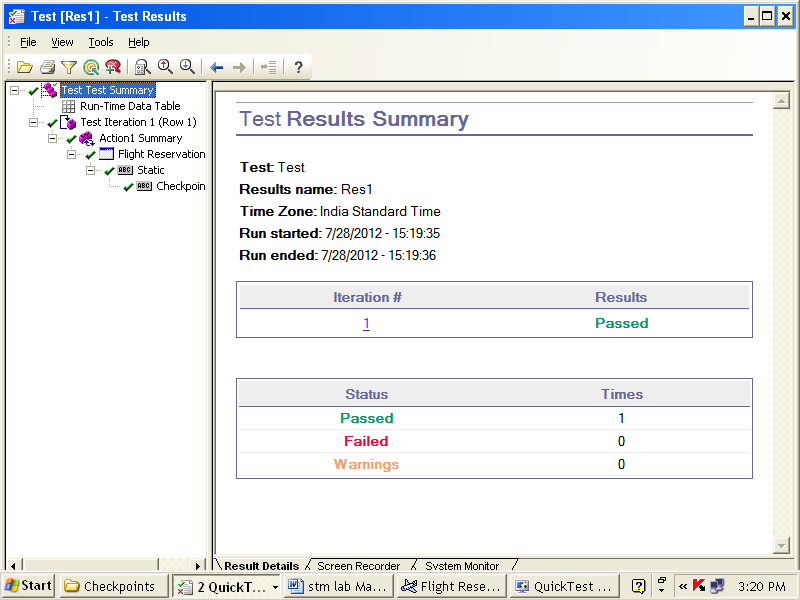 Test [Res1] - Test Results
File View Tools Help
Test Test Summary
Run-Time Data Table
Test Iteration 1 (Row 1)
Action1 Summary
Flight Reservation
ABC Static
ABC Checkpoin
Test Results Summary
Test: Test
Results name: Res1
Time Zone: India Standard Time
Run started: 7/28/2012 - 15:19:35
Run ended: 7/28/2012 - 15:19:36
Iteration # Results
1 Passed
Status Times
Passed 1
Failed 0
Warnings 0
Result Details Screen Recorder System Monitor
Start Checkpoints 2 QuickT... stm lab Ma... Flight Rese... QuickTest ... 3:20 PM